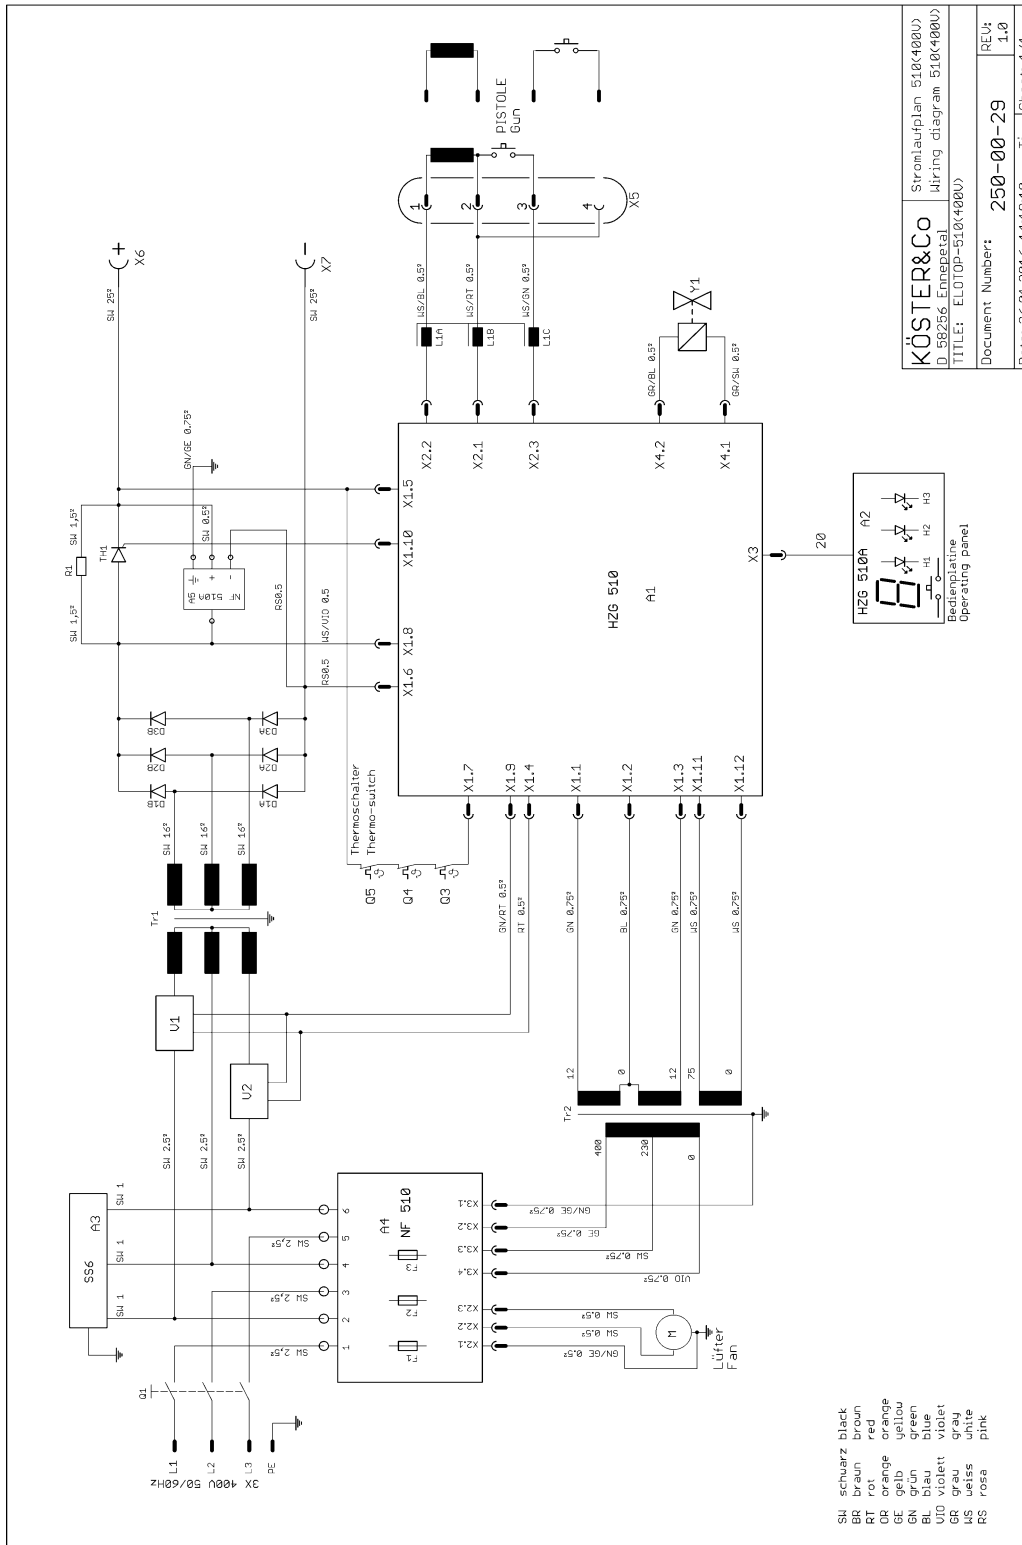 KÖSTER&Co
D 58256 Ennepetal
Stromlaufplan 510(400V)
Wiring diagram 510(400V)
TITLE: ELOTOP-510(400V)
Document Number:
250-00-29
REV:
1.0
3X 400V 50/60Hz
L1
L2
L3
PE
Q1
SS6
A3
SW 1
SW 1
SW 1
SW 2,5²
SW 2,5²
SW 2,5²
SW 2.5²
SW 2.5²
SW 2.5²
1
2
3
4
5
6
A4
NF 510
F1
F2
F3
X3.1
X3.2
X3.3
X3.4
X2.3
X2.2
X2.1
GN/GE 0.75²
GE 0.75²
SW 0.75²
VIO 0.75²
SW 0.5²
SW 0.5²
GN/GE 0.5²
M
Lüfter
Fan
V1
V2
Tr1
SW 16²
SW 16²
SW 16²
D1B
D2B
D3B
D1A
D2A
D3A
Tr2
400
230
0
12
0
12
75
0
GN 0.75²
BL 0.75²
GN 0.75²
WS 0.75²
WS 0.75²
GN/RT 0.5²
RT 0.5²
Thermoschalter
Thermo-switch
Q5
Q4
Q3
R1
SW 1,5²
SW 1,5²
TH1
NF 510A
A5
+
-
SW 0.5²
GN/GE 0.75²
RS0.5
WS/VIO 0.5
RS0.5
SW 25²
SW 25²
+
X6
-
X7
X1.5
X1.10
X1.8
X1.6
X1.7
X1.9
X1.4
X1.1
X1.2
X1.3
X1.11
X1.12
HZG 510
A1
X2.2
X2.1
X2.3
X4.2
X4.1
X3
20
L1A
L1B
L1C
WS/BL 0.5²
WS/RT 0.5²
WS/GN 0.5²
1
2
3
4
X5
PISTOLE
Gun
GR/BL 0.5²
GR/SW 0.5²
Y1
HZG 510A
A2
H1
H2
H3
Bedienplatine
Operating panel
SW schwarz black
BR braun brown
RT rot red
OR orange orange
GE gelb yellow
GN grün green
BL blau blue
VIO violett violet
GR grau gray
WS weiss white
RS rosa pink